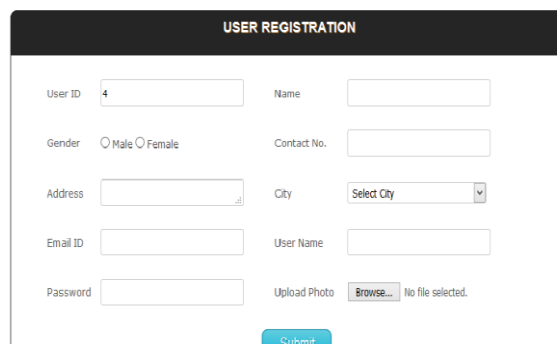 USER REGISTRATION
User ID 4 Name
Gender Male Female Contact No.
Address City Select City
Email ID User Name
Password Upload Photo Browse... No file selected.
Submit